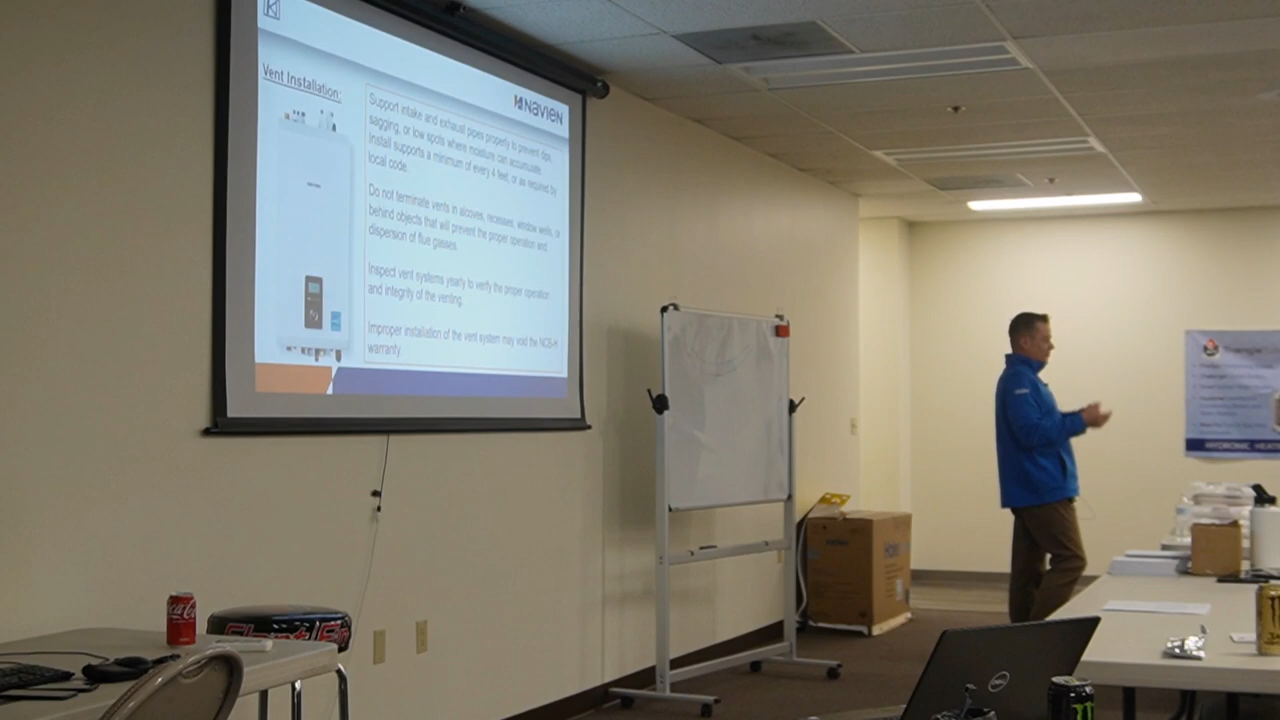 Vent Installation:
NAVIEN
Support intake and exhaust pipes properly to prevent dips,
sagging, or low spots where moisture can accumulate.
Install supports a minimum of every 4 feet, or as required by
local code.
Do not terminate vents in alcoves, recesses, window wells, or
behind objects that will prevent the proper operation and
dispersion of flue gasses.
Inspect vent systems yearly to verify the proper operation
and integrity of the venting.
Improper installation of the vent system may void the NCB-H
warranty.
HYDRONIC HEAT
Coca-Cola
DELL